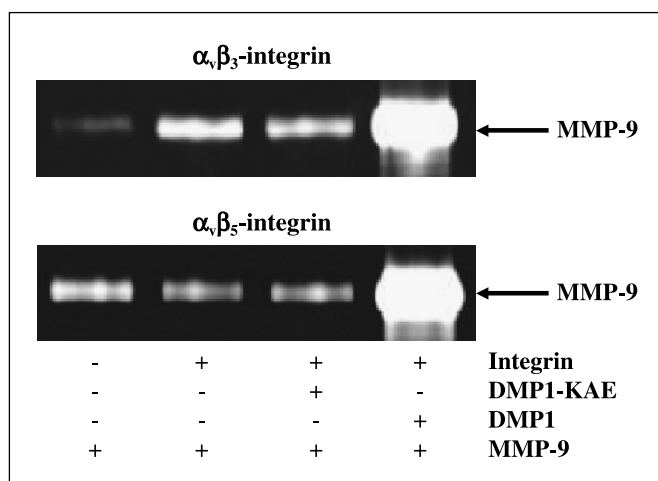 αvβ3-integrin
MMP-9
αvβ5-integrin
MMP-9
- + + + Integrin
- - + - DMP1-KAE
- - - + DMP1
+ + + + MMP-9